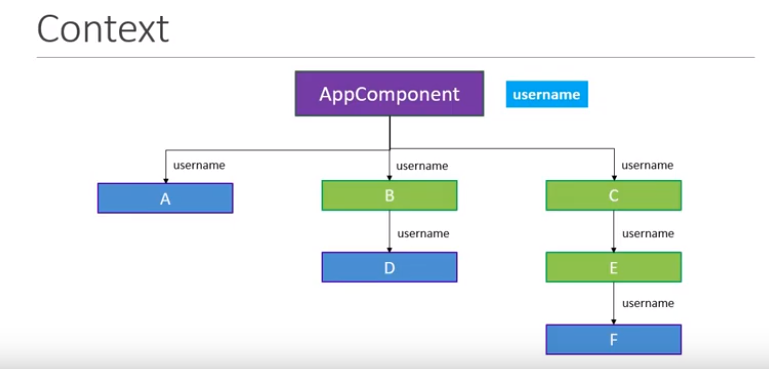 Context
AppComponent
username
username
username
username
A
B
C
username
username
D
E
username
F